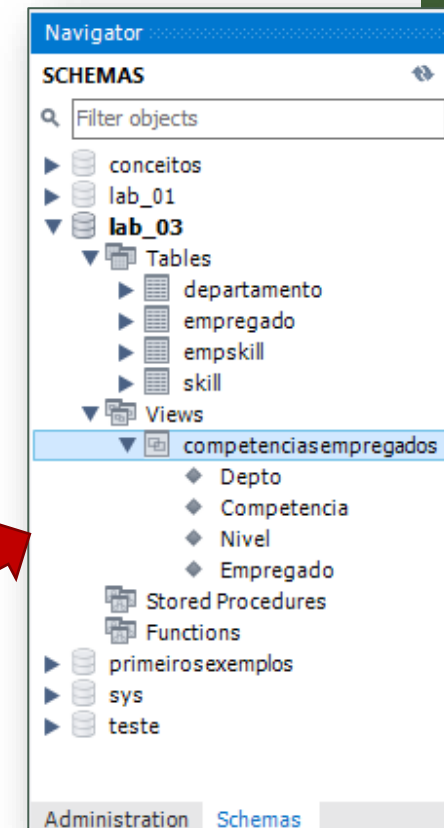 Navigator
SCHEMAS
Filter objects
conceitos
lab_01
lab_03
Tables
departamento
empregado
empskill
skill
Views
competenciasempregados
Depto
Competencia
Nivel
Empregado
Stored Procedures
Functions
primeirosexemplos
sys
teste
Administration Schemas